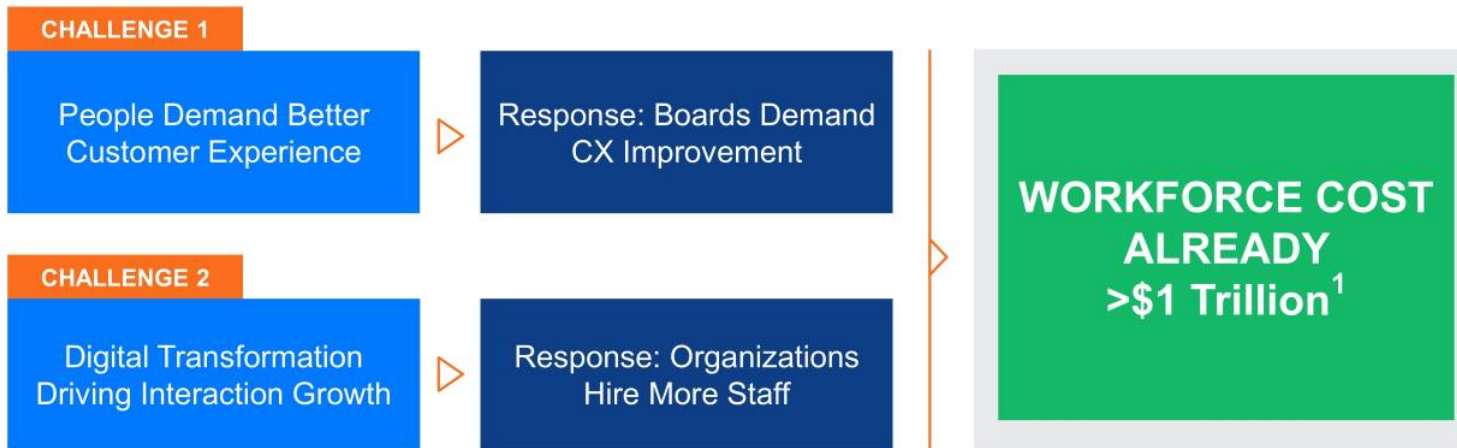 CHALLENGE 1
People Demand Better
Customer Experience
Response: Boards Demand
CX Improvement
CHALLENGE 2
Digital Transformation
Driving Interaction Growth
Response: Organizations
Hire More Staff
WORKFORCE COST
ALREADY
>$1 Trillion¹